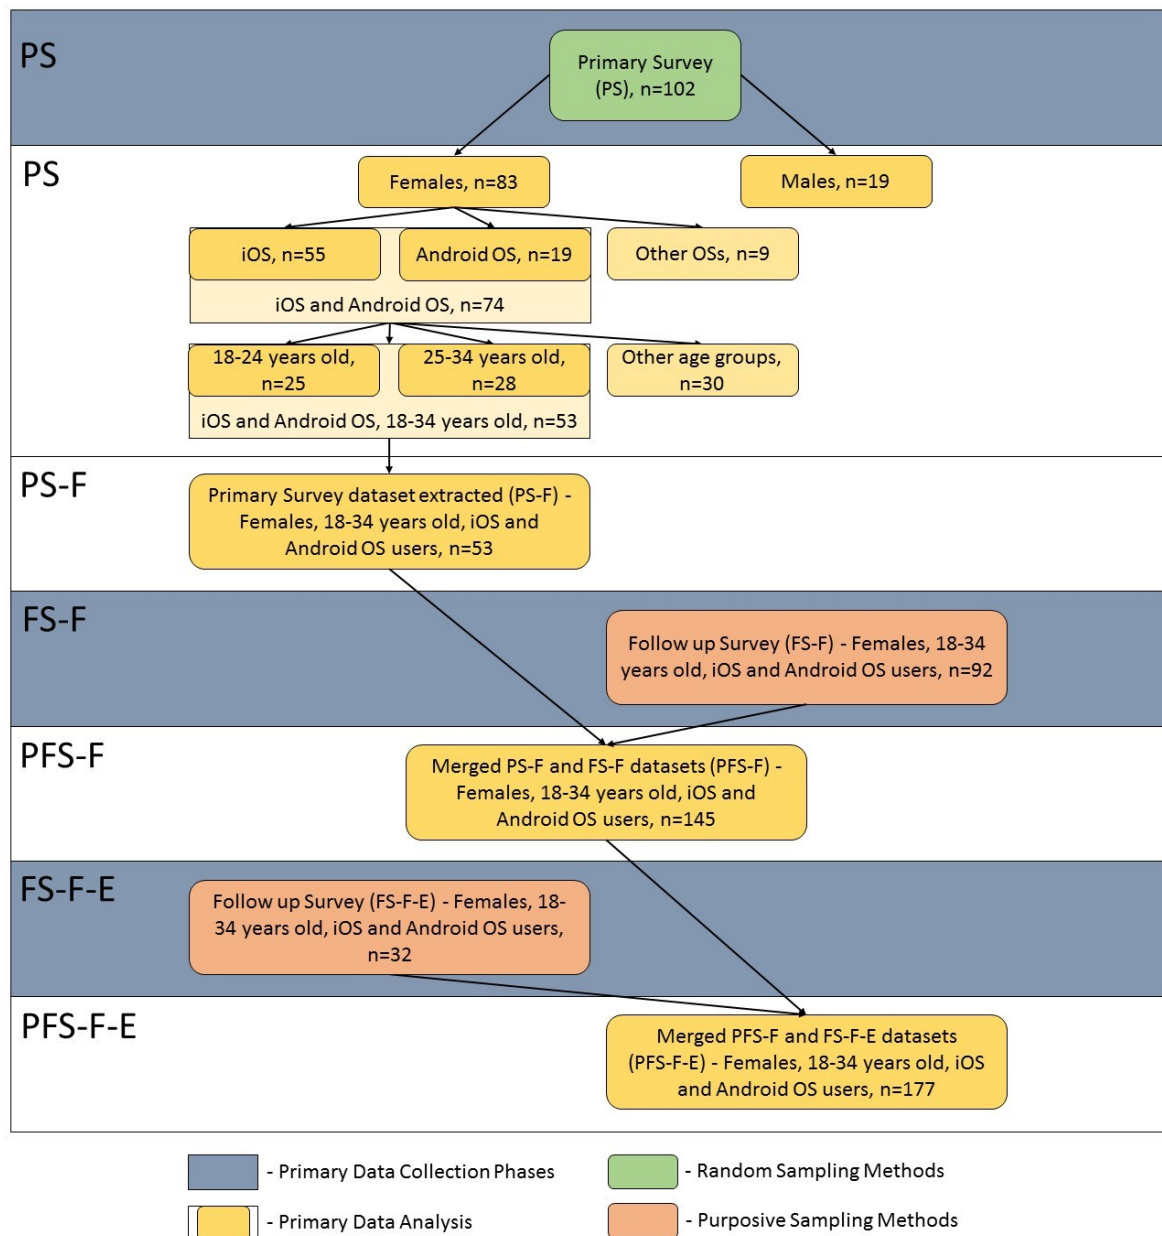 PS
Primary Survey
(PS), n=102
PS
Females, n=83
Males, n=19
iOS, n=55
Android OS, n=19
Other OSs, n=9
iOS and Android OS, n=74
18-24 years old,
n=25
25-34 years old,
n=28
Other age groups,
n=30
iOS and Android OS, 18-34 years old, n=53
PS-F
Primary Survey dataset extracted (PS-F) -
Females, 18-34 years old, iOS and
Android OS users, n=53
FS-F
Follow up Survey (FS-F) - Females, 18-34
years old, iOS and Android OS users, n=92
PFS-F
Merged PS-F and FS-F datasets (PFS-F) -
Females, 18-34 years old, iOS and
Android OS users, n=145
FS-F-E
Follow up Survey (FS-F-E) - Females, 18-
34 years old, iOS and Android OS users,
n=32
PFS-F-E
Merged PFS-F and FS-F-E datasets
(PFS-F-E) - Females, 18-34 years old, iOS
and Android OS users, n=177
- Primary Data Collection Phases
- Random Sampling Methods
- Primary Data Analysis
- Purposive Sampling Methods